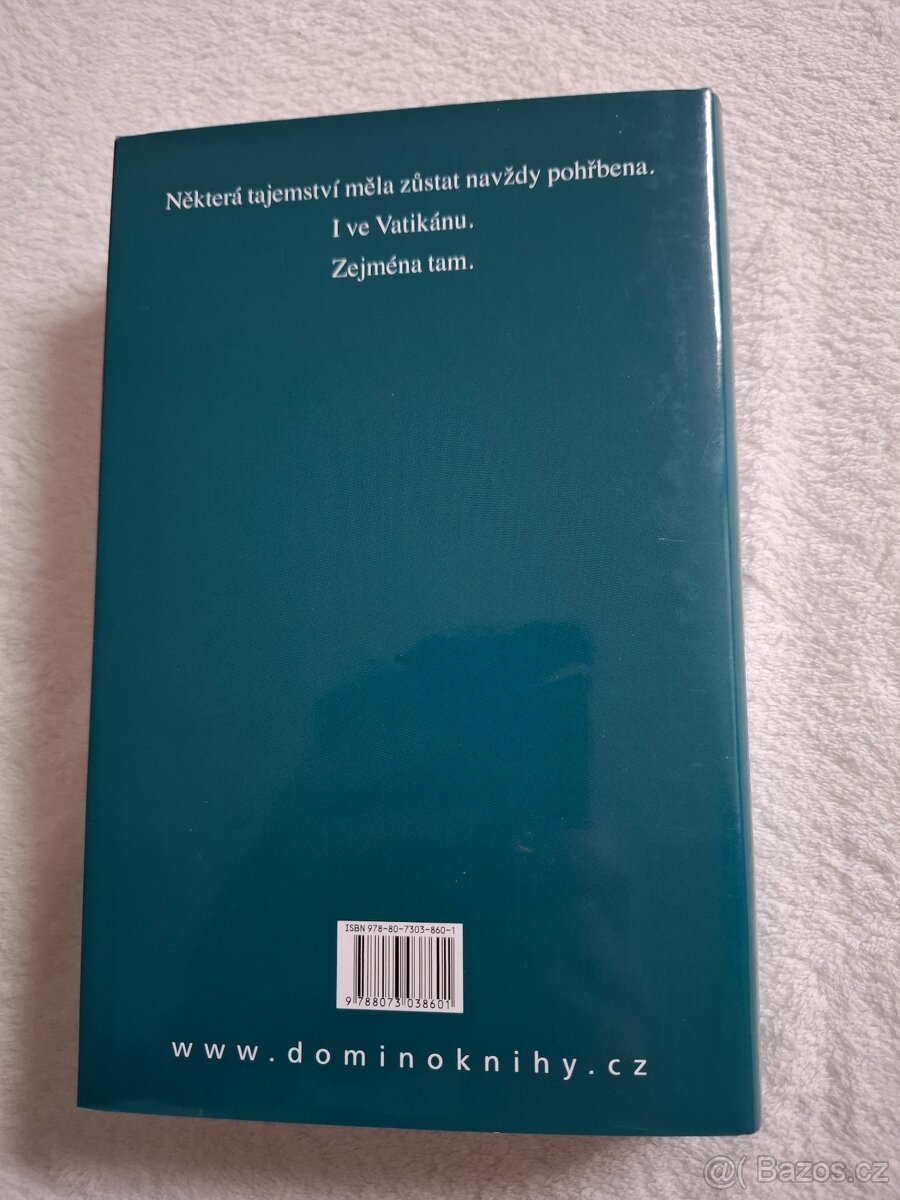 Některá tajemství měla zůstat navždy pohřbena.
I ve Vatikánu.
Zejména tam.
ISBN 978-80-7303-860-1
9 788073 038601
www.dominoknihy.cz
@( Bazos.cz